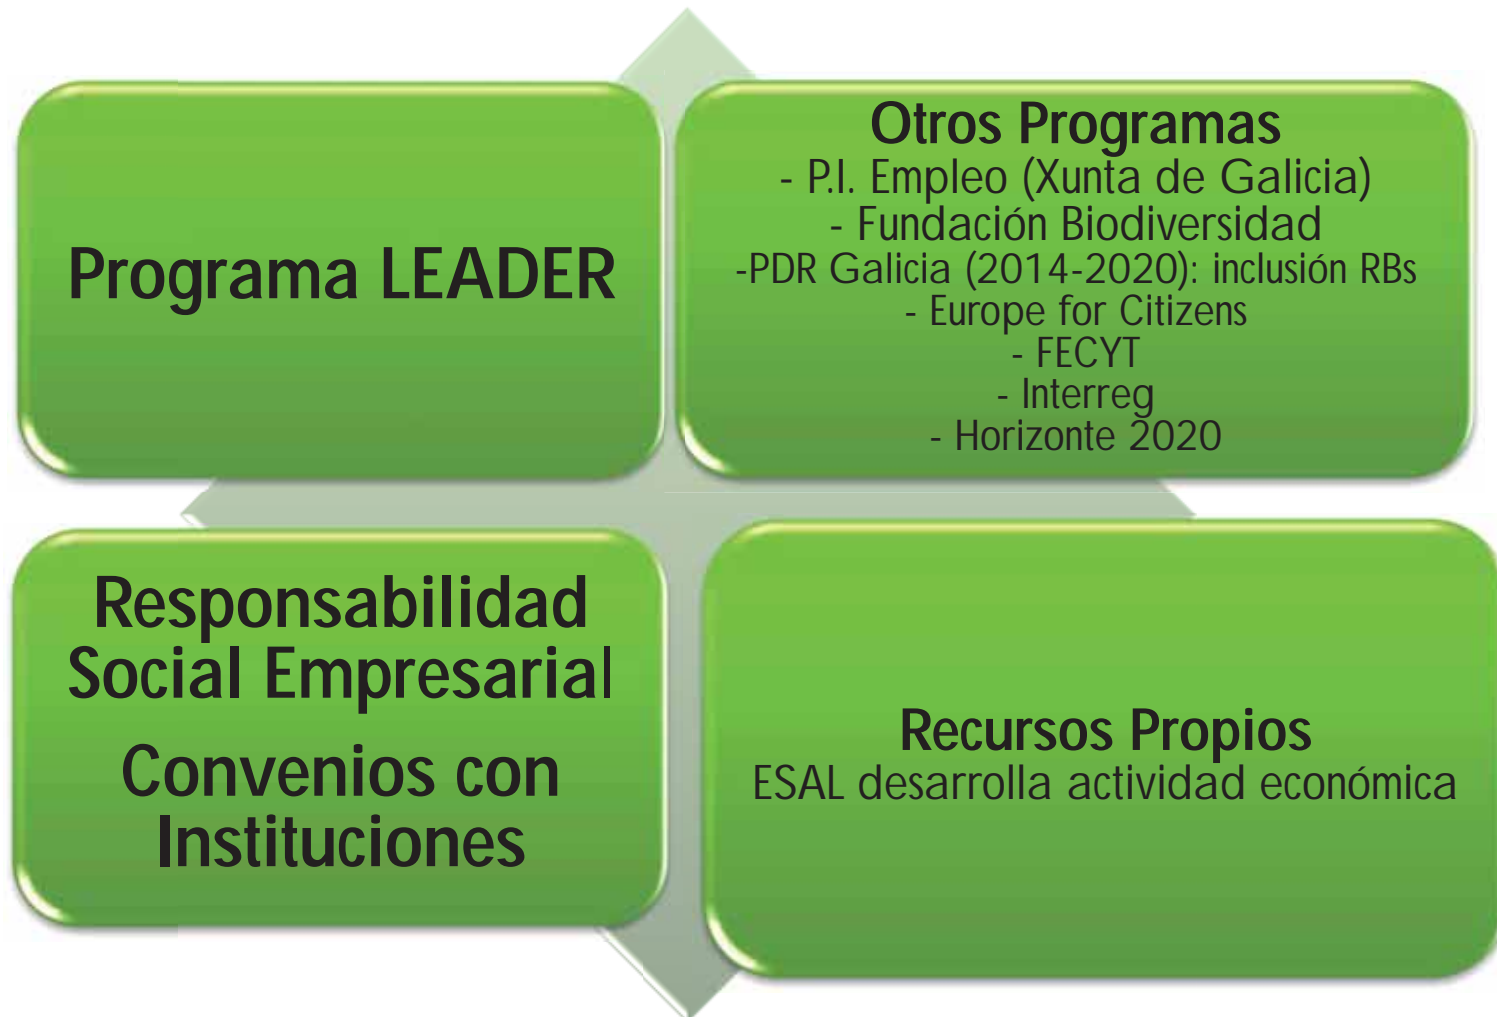 Programa LEADER
Otros Programas
- P.I. Empleo (Xunta de Galicia)
- Fundación Biodiversidad
-PDR Galicia (2014-2020): inclusión RBs
- Europe for Citizens
- FECYT
- Interreg
- Horizonte 2020
Responsabilidad
Social Empresarial
Convenios con
Instituciones
Recursos Propios
ESAL desarrolla actividad económica